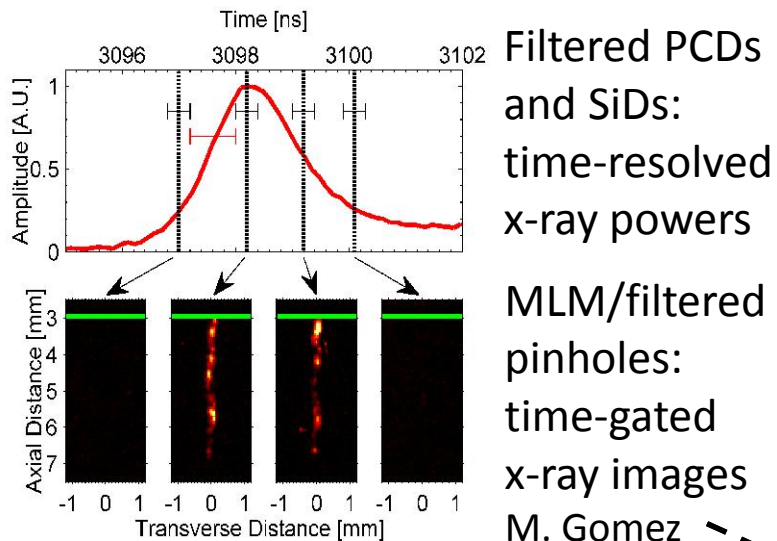 Time [ns]
3096 3098 3100 3102
Amplitude [A.U.]
1
0.5
0
Filtered PCDs
and SiDs:
time-resolved
x-ray powers
Axial Distance [mm]
3
4
5
6
7
-1 0 1 -1 0 1 -1 0 1 -1 0 1
Transverse Distance [mm]
MLM/filtered
pinholes:
time-gated
x-ray images
M. Gomez